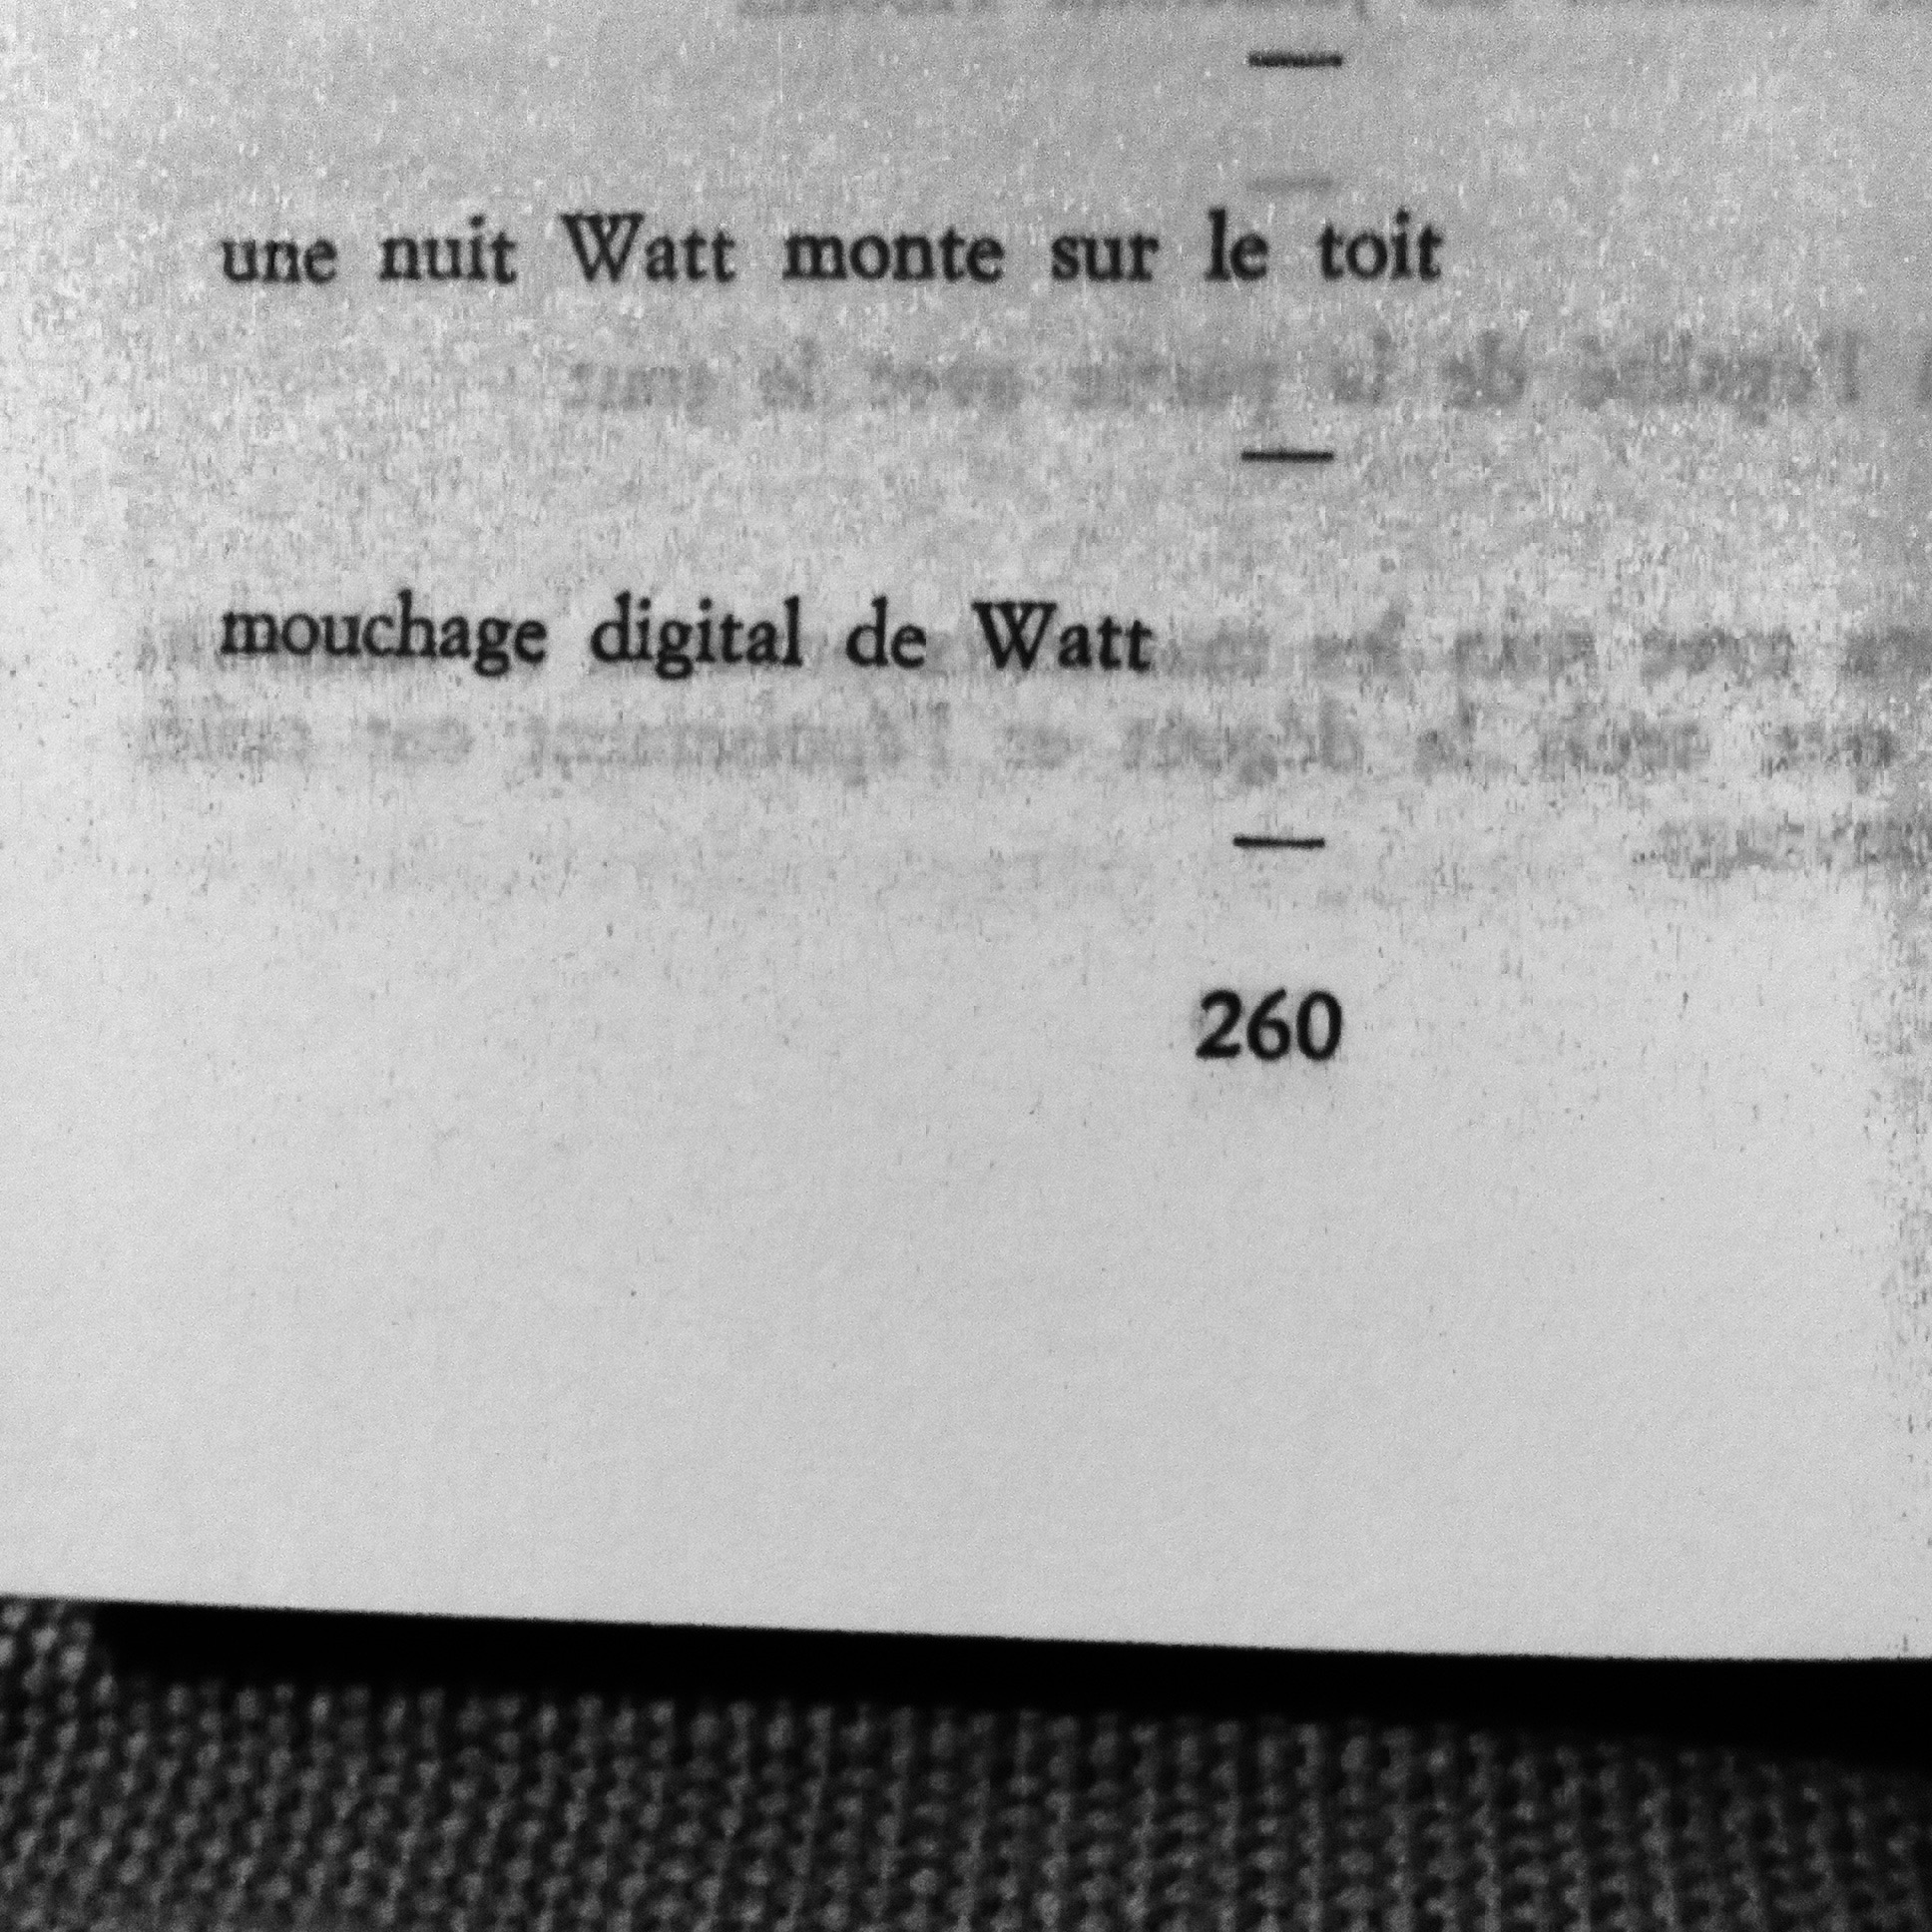 —
une nuit Watt monte sur le toit
—
mouchage digital de Watt
—
260